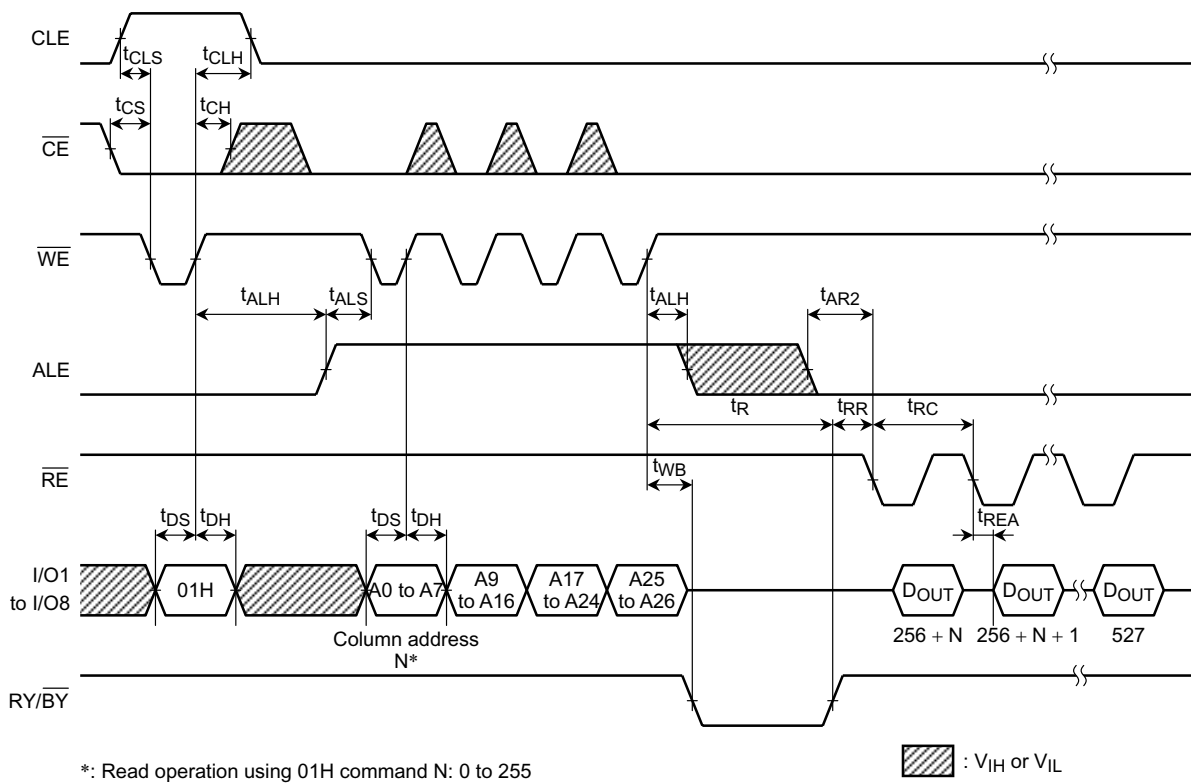 CLE
tCLS
tCLH
tCS
tCH
CE
WE
tALH
tALS
tALH
tAR2
ALE
tR
tRR
tRC
RE
tWB
tDS
tDH
tDS
tDH
tREA
I/O1
to I/O8
01H
A0 to A7
A9
to A16
A17
to A24
A25
to A26
DOUT
DOUT
DOUT
256 + N
256 + N + 1
527
Column address
N*
RY/BY
*: Read operation using 01H command N: 0 to 255
: VIH or VIL